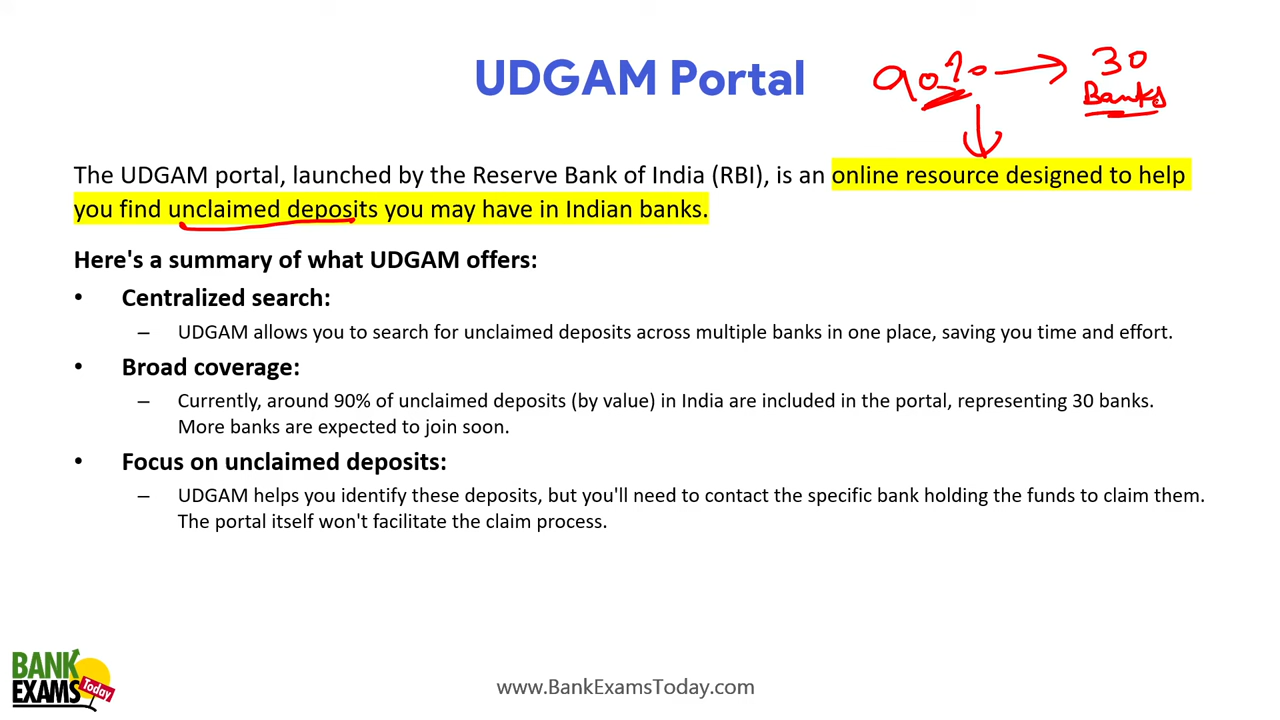 UDGAM Portal
90% → 30
Banks
The UDGAM portal, launched by the Reserve Bank of India (RBI), is an online resource designed to help
you find unclaimed deposits you may have in Indian banks.
Here's a summary of what UDGAM offers:
• Centralized search:
– UDGAM allows you to search for unclaimed deposits across multiple banks in one place, saving you time and effort.
• Broad coverage:
– Currently, around 90% of unclaimed deposits (by value) in India are included in the portal, representing 30 banks.
More banks are expected to join soon.
• Focus on unclaimed deposits:
– UDGAM helps you identify these deposits, but you'll need to contact the specific bank holding the funds to claim them.
The portal itself won't facilitate the claim process.
BANK
EXAMS
Today
www.BankExamsToday.com